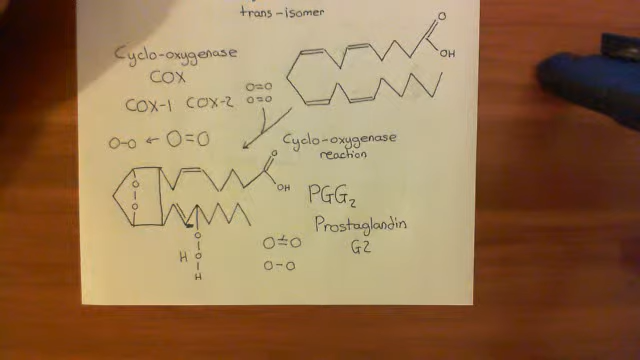 trans-isomer
Cyclo-oxygenase
COX
COX-1 COX-2
O=O
O=O
O
OH
O-O ← O=O
Cyclo-oxygenase
reaction
O
OH
O
O
PGG2
Prostaglandin
G2
O
O
H
H
O=O
O-O